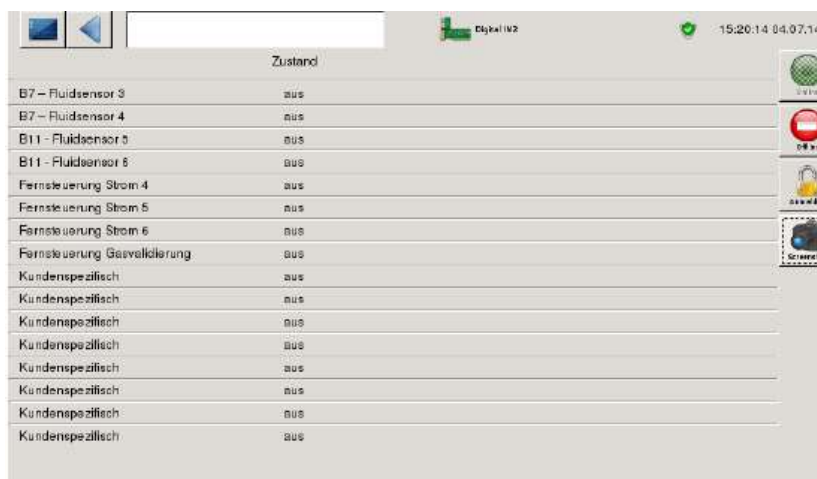 Digital IN2
15:20:14 04.07.14
Zustand
B7 – Fluidsensor 3 aus
B7 – Fluidsensor 4 aus
B11 - Fluidsensor 5 aus
B11 - Fluidsensor 6 aus
Fernsteuerung Strom 4 aus
Fernsteuerung Strom 5 aus
Fernsteuerung Strom 6 aus
Fernsteuerung Gasvalidierung aus
Kundenspezifisch aus
Kundenspezifisch aus
Kundenspezifisch aus
Kundenspezifisch aus
Kundenspezifisch aus
Kundenspezifisch aus
Kundenspezifisch aus
Kundenspezifisch aus